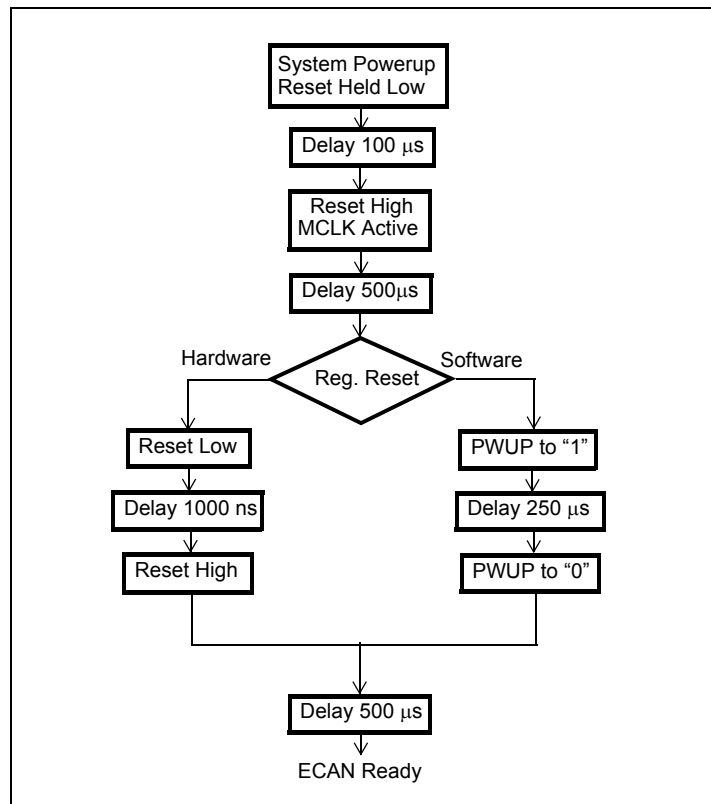 System Powerup
Reset Held Low
Delay 100 μs
Reset High
MCLK Active
Delay 500μs
Hardware
Software
Reg. Reset
Reset Low
PWUP to “1”
Delay 1000 ns
Delay 250 μs
Reset High
PWUP to “0”
Delay 500 μs
ECAN Ready